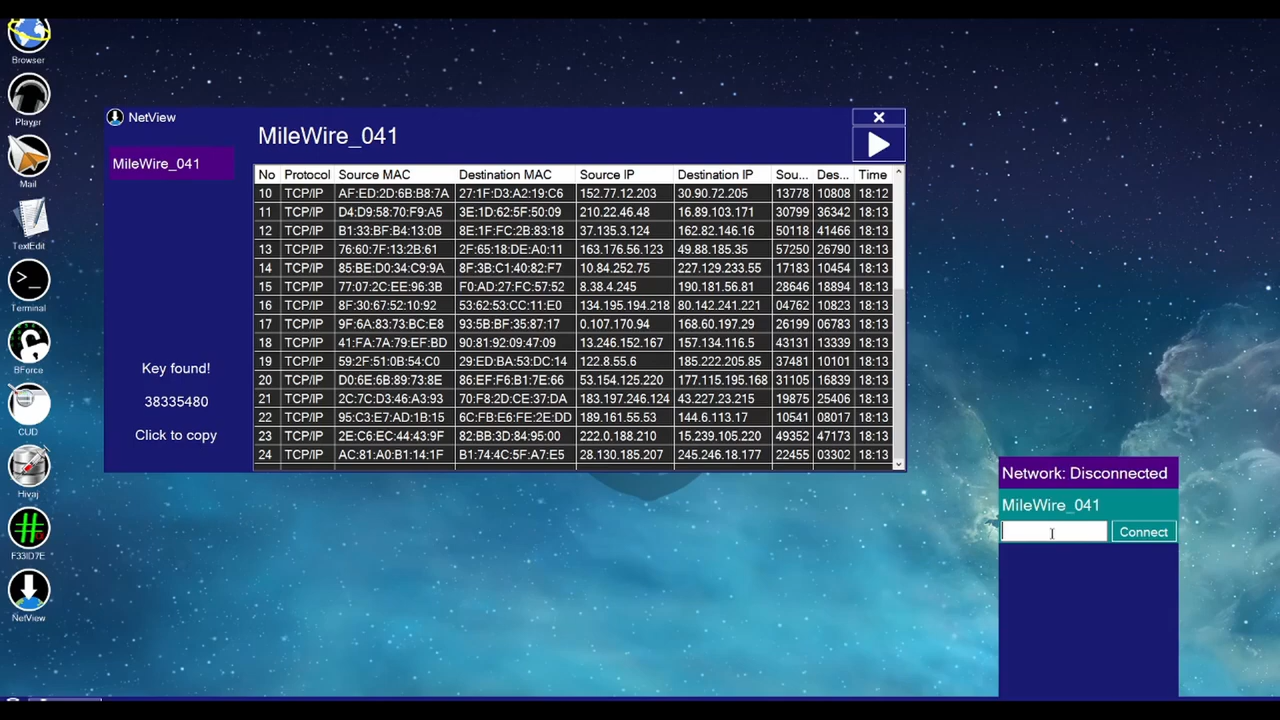 Browser
Player
Mail
TextEdit
>_
Terminal
BForce
CUD
Hivaj
F33ID7E
NetView
NetView
MileWire_041
MileWire_041
No Protocol Source MAC Destination MAC Source IP Destination IP Sou... Des... Time
10 TCP/IP AF:ED:2D:6B:B8:7A 27:1F:D3:A2:19:C6 152.77.12.203 30.90.72.205 13778 10808 18:12
11 TCP/IP D4:D9:58:70:F9:A5 3E:1D:62:5F:50:09 210.22.46.48 16.89.103.171 30799 36342 18:13
12 TCP/IP B1:33:BF:B4:13:0B 8E:1F:FC:2B:83:18 37.135.3.124 162.82.146.16 50118 41466 18:13
13 TCP/IP 76:60:7F:13:2B:61 2F:65:18:DE:A0:11 163.176.56.123 49.88.185.35 57250 26790 18:13
14 TCP/IP 85:BE:D0:34:C9:9A 8F:3B:C1:40:82:F7 10.84.252.75 227.129.233.55 17183 10454 18:13
15 TCP/IP 77:07:2C:EE:96:3B F0:AD:27:FC:57:52 8.38.4.245 190.181.56.81 28646 18894 18:13
16 TCP/IP 8F:30:67:52:10:92 53:62:53:CC:11:E0 134.195.194.218 80.142.241.221 04762 10823 18:13
17 TCP/IP 9F:6A:83:73:BC:E8 93:5B:BF:35:87:17 0.107.170.94 168.60.197.29 26199 06783 18:13
18 TCP/IP 41:FA:7A:79:EF:BD 90:81:92:09:47:09 13.246.152.167 157.134.116.5 43131 13339 18:13
19 TCP/IP 59:2F:51:0B:54:C0 29:ED:BA:53:DC:14 122.8.55.6 185.222.205.85 37481 10101 18:13
20 TCP/IP D0:6E:6B:89:73:8E 86:EF:F6:B1:7E:66 53.154.125.220 177.115.195.168 31105 16839 18:13
21 TCP/IP 2C:7C:D3:46:A3:93 70:F8:2D:CE:37:DA 183.197.246.124 43.227.23.215 19875 25406 18:13
22 TCP/IP 95:C3:E7:AD:1B:15 6C:FB:E6:FE:2E:DD 189.161.55.53 144.6.113.17 10541 08017 18:13
23 TCP/IP 2E:C6:EC:44:43:9F 82:BB:3D:84:95:00 222.0.188.210 15.239.105.220 49352 47173 18:13
24 TCP/IP AC:81:A0:B1:14:1F B1:74:4C:5F:A7:E5 28.130.185.207 245.246.18.177 22455 03302 18:13
Key found!
38335480
Click to copy
Network: Disconnected
MileWire_041
Connect